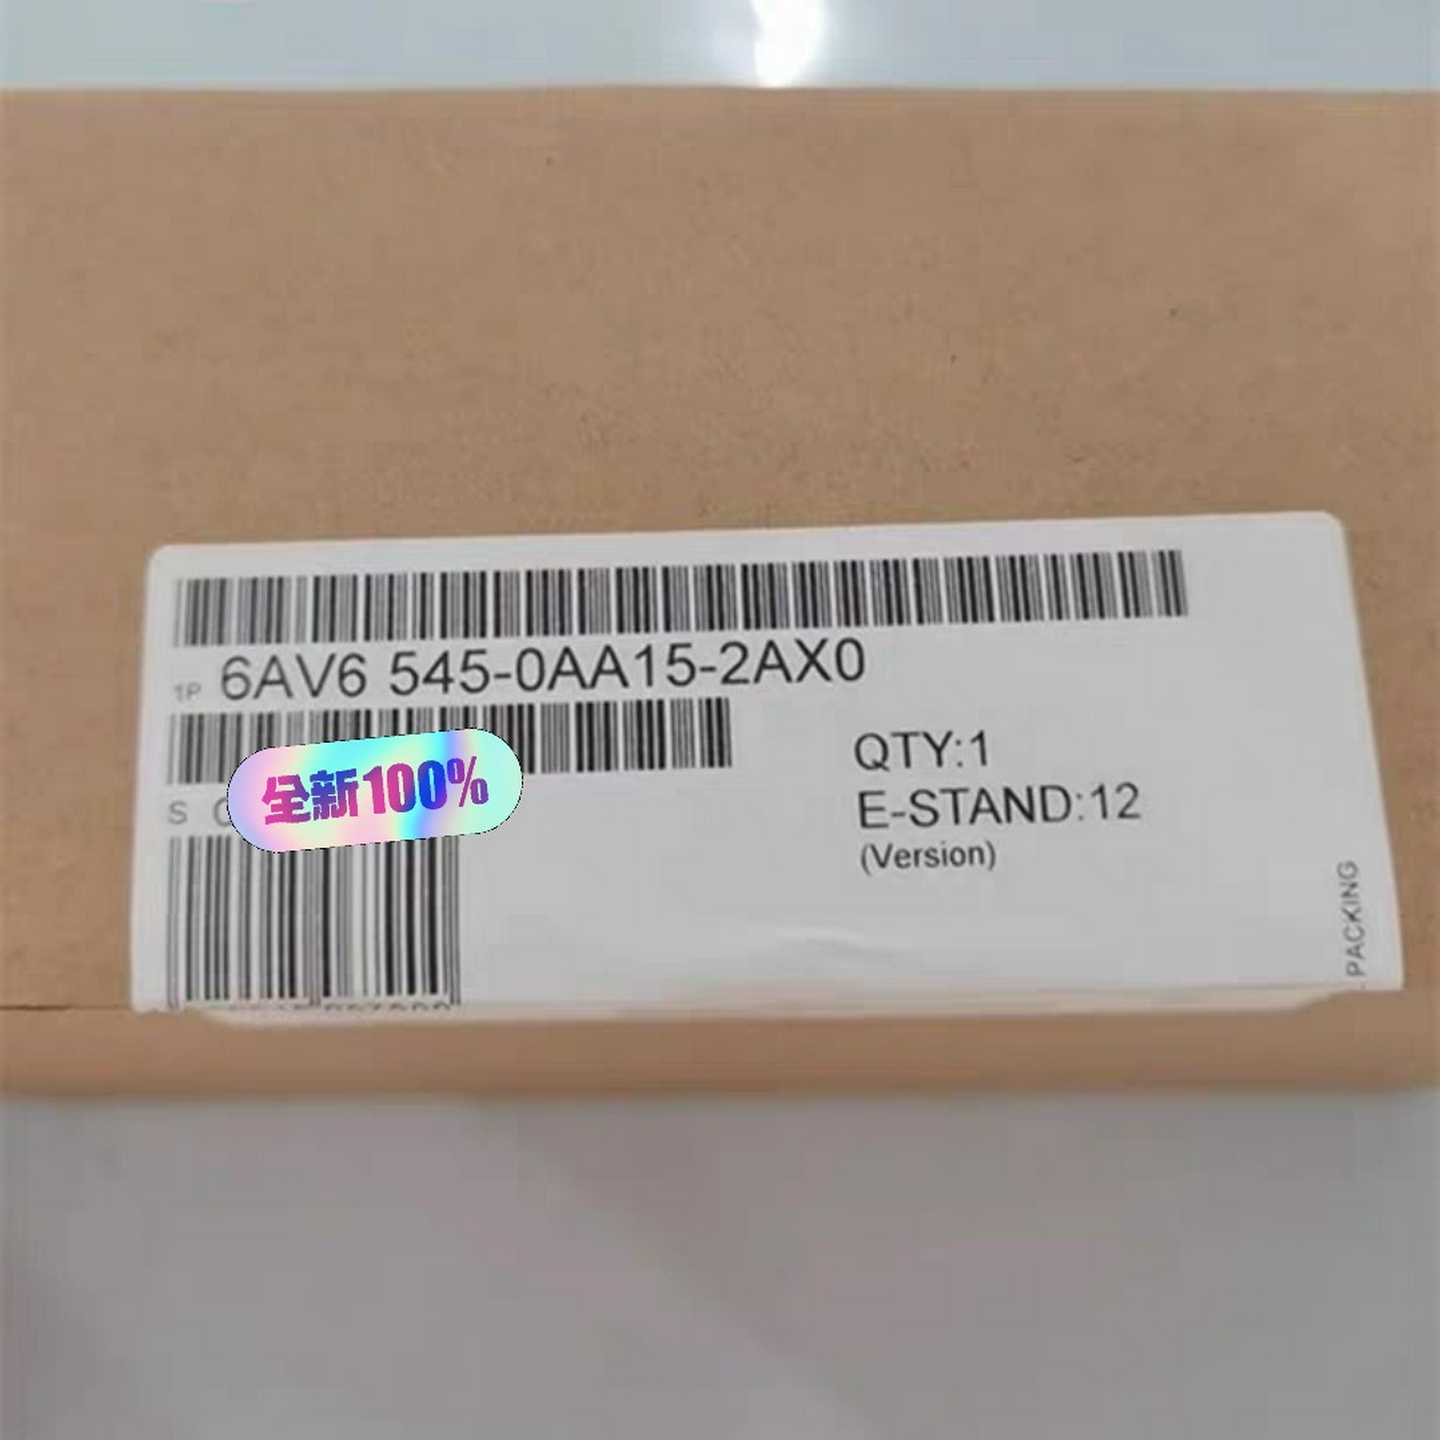 1P 6AV6 545-0AA15-2AX0
全新100%
S
QTY:1
E-STAND:12
(Version)
PACKING